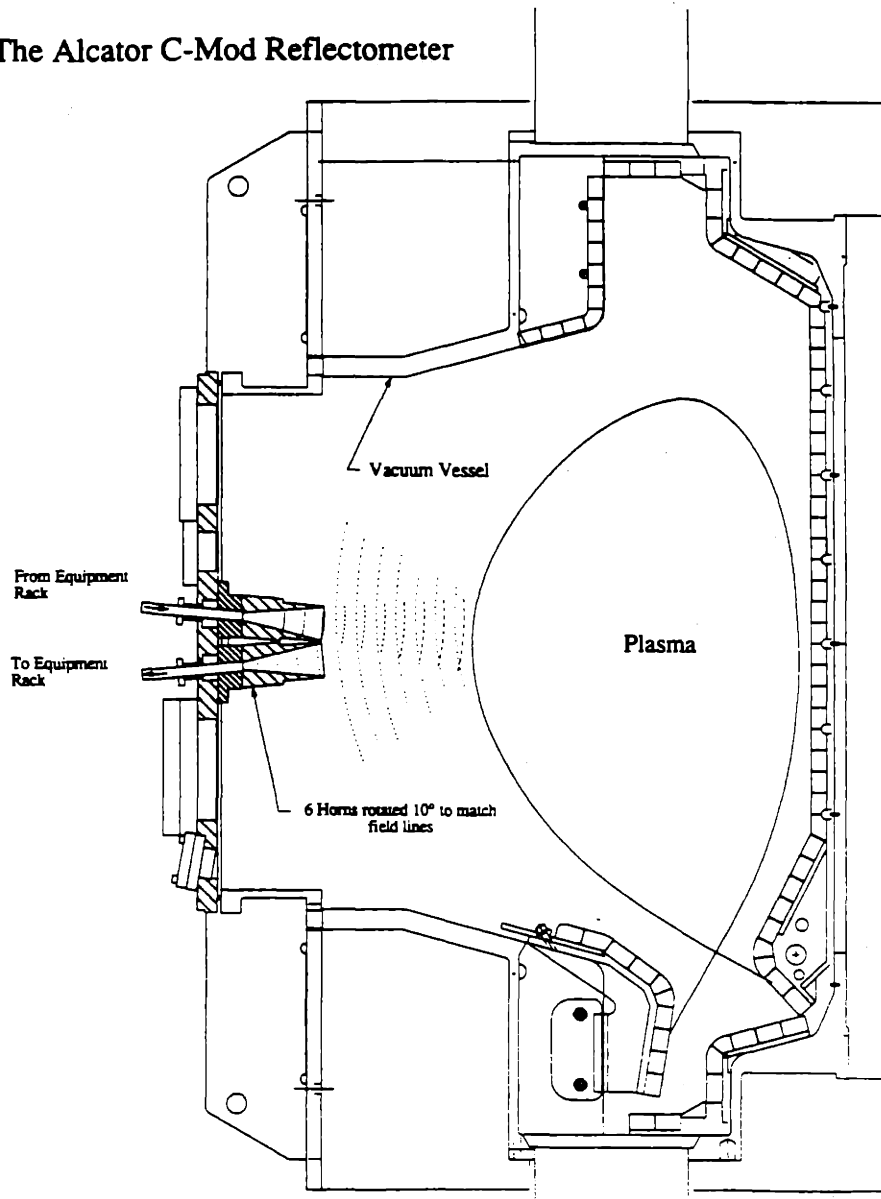 The Alcator C-Mod Reflectometer
Vacuum Vessel
From Equipment
Rack
Plasma
To Equipment
Rack
6 Horns rotated 10° to match
field lines